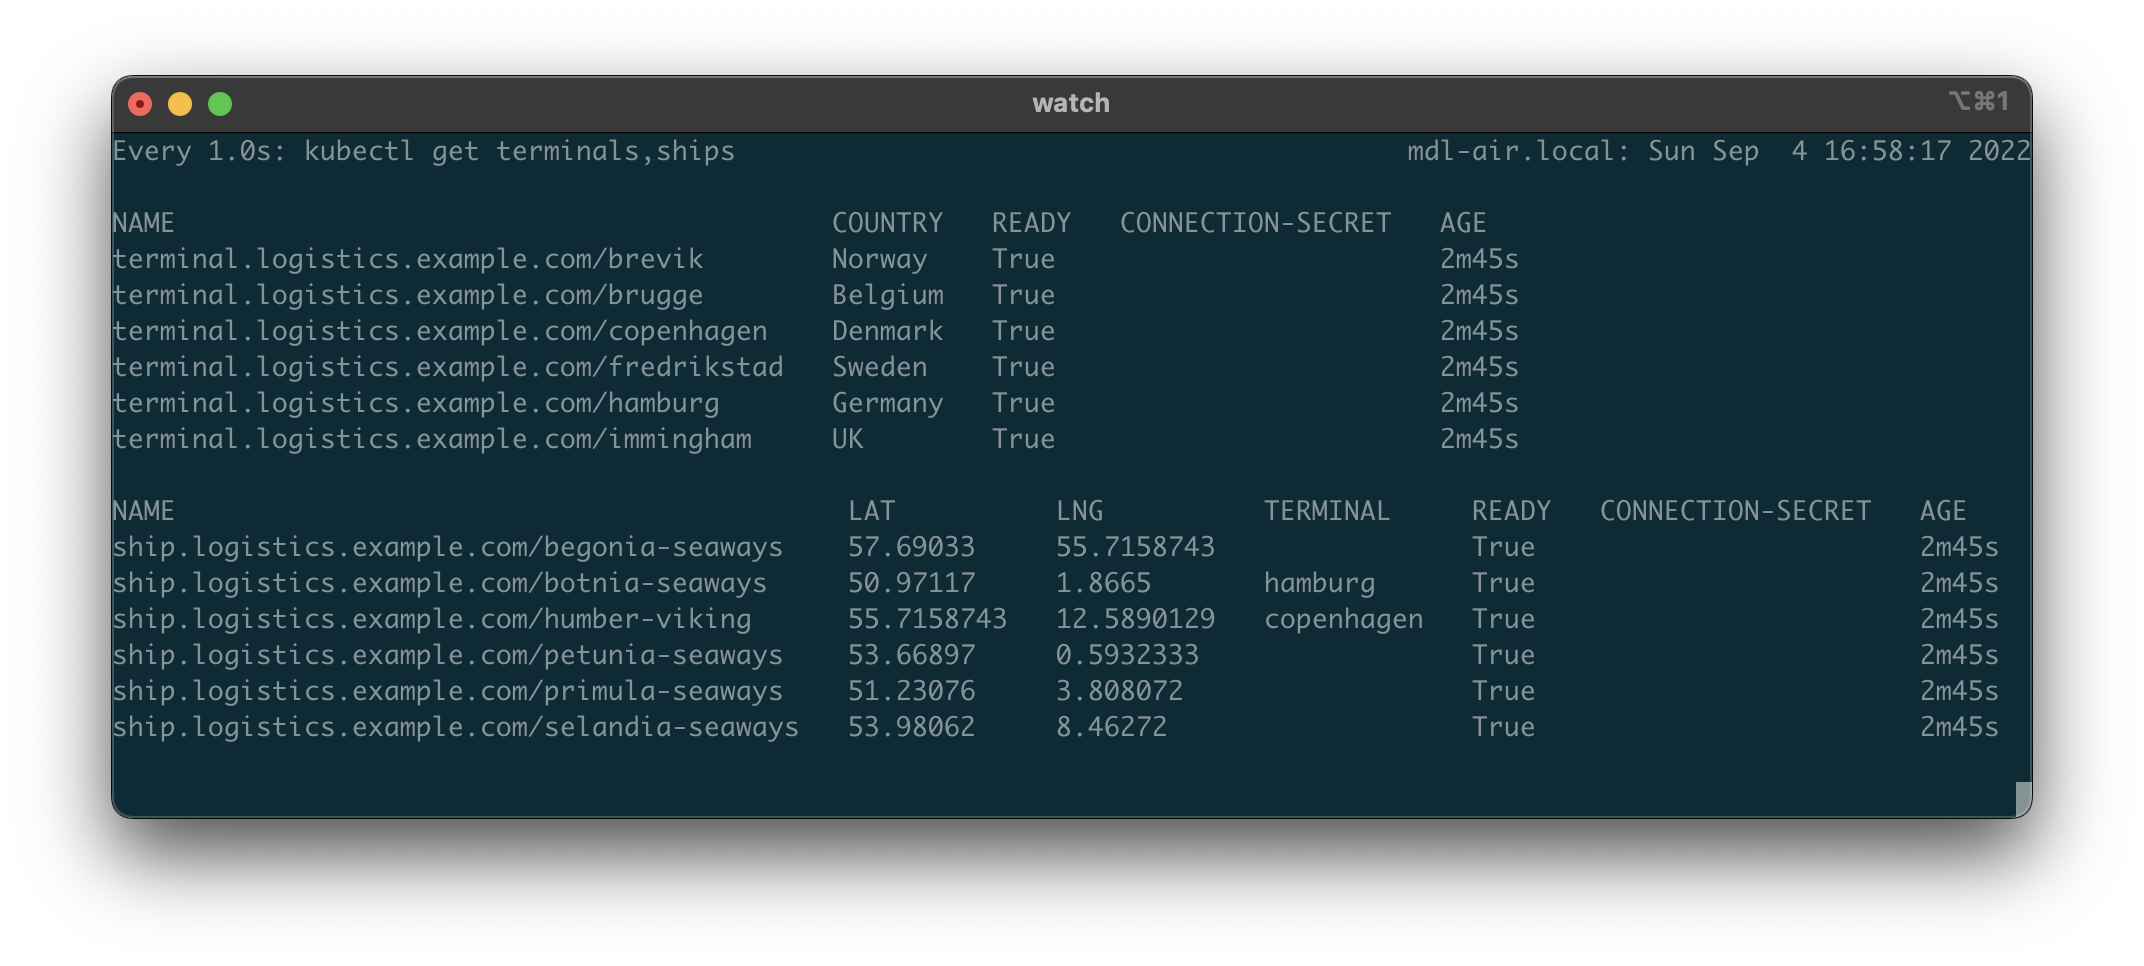 watch ⌥⌘1
Every 1.0s: kubectl get terminals,ships mdl-air.local: Sun Sep  4 16:58:17 2022
NAME COUNTRY READY CONNECTION-SECRET AGE
terminal.logistics.example.com/brevik Norway True 2m45s
terminal.logistics.example.com/brugge Belgium True 2m45s
terminal.logistics.example.com/copenhagen Denmark True 2m45s
terminal.logistics.example.com/fredrikstad Sweden True 2m45s
terminal.logistics.example.com/hamburg Germany True 2m45s
terminal.logistics.example.com/immingham UK True 2m45s
NAME LAT LNG TERMINAL READY CONNECTION-SECRET AGE
ship.logistics.example.com/begonia-seaways 57.69033 55.7158743 True 2m45s
ship.logistics.example.com/botnia-seaways 50.97117 1.8665 hamburg True 2m45s
ship.logistics.example.com/humber-viking 55.7158743 12.5890129 copenhagen True 2m45s
ship.logistics.example.com/petunia-seaways 53.66897 0.5932333 True 2m45s
ship.logistics.example.com/primula-seaways 51.23076 3.808072 True 2m45s
ship.logistics.example.com/selandia-seaways 53.98062 8.46272 True 2m45s